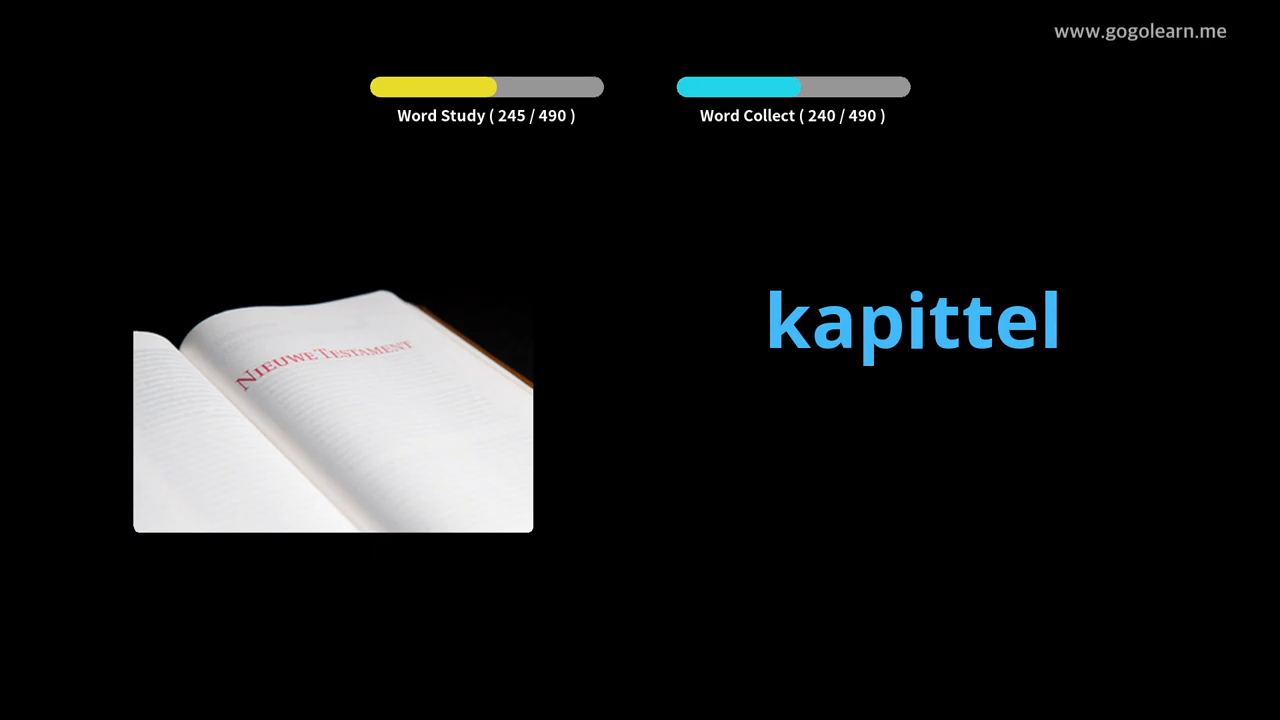 www.gogolearn.me
Word Study ( 245 / 490 )
Word Collect ( 240 / 490 )
kapittel
NIEUWE TESTAMENT